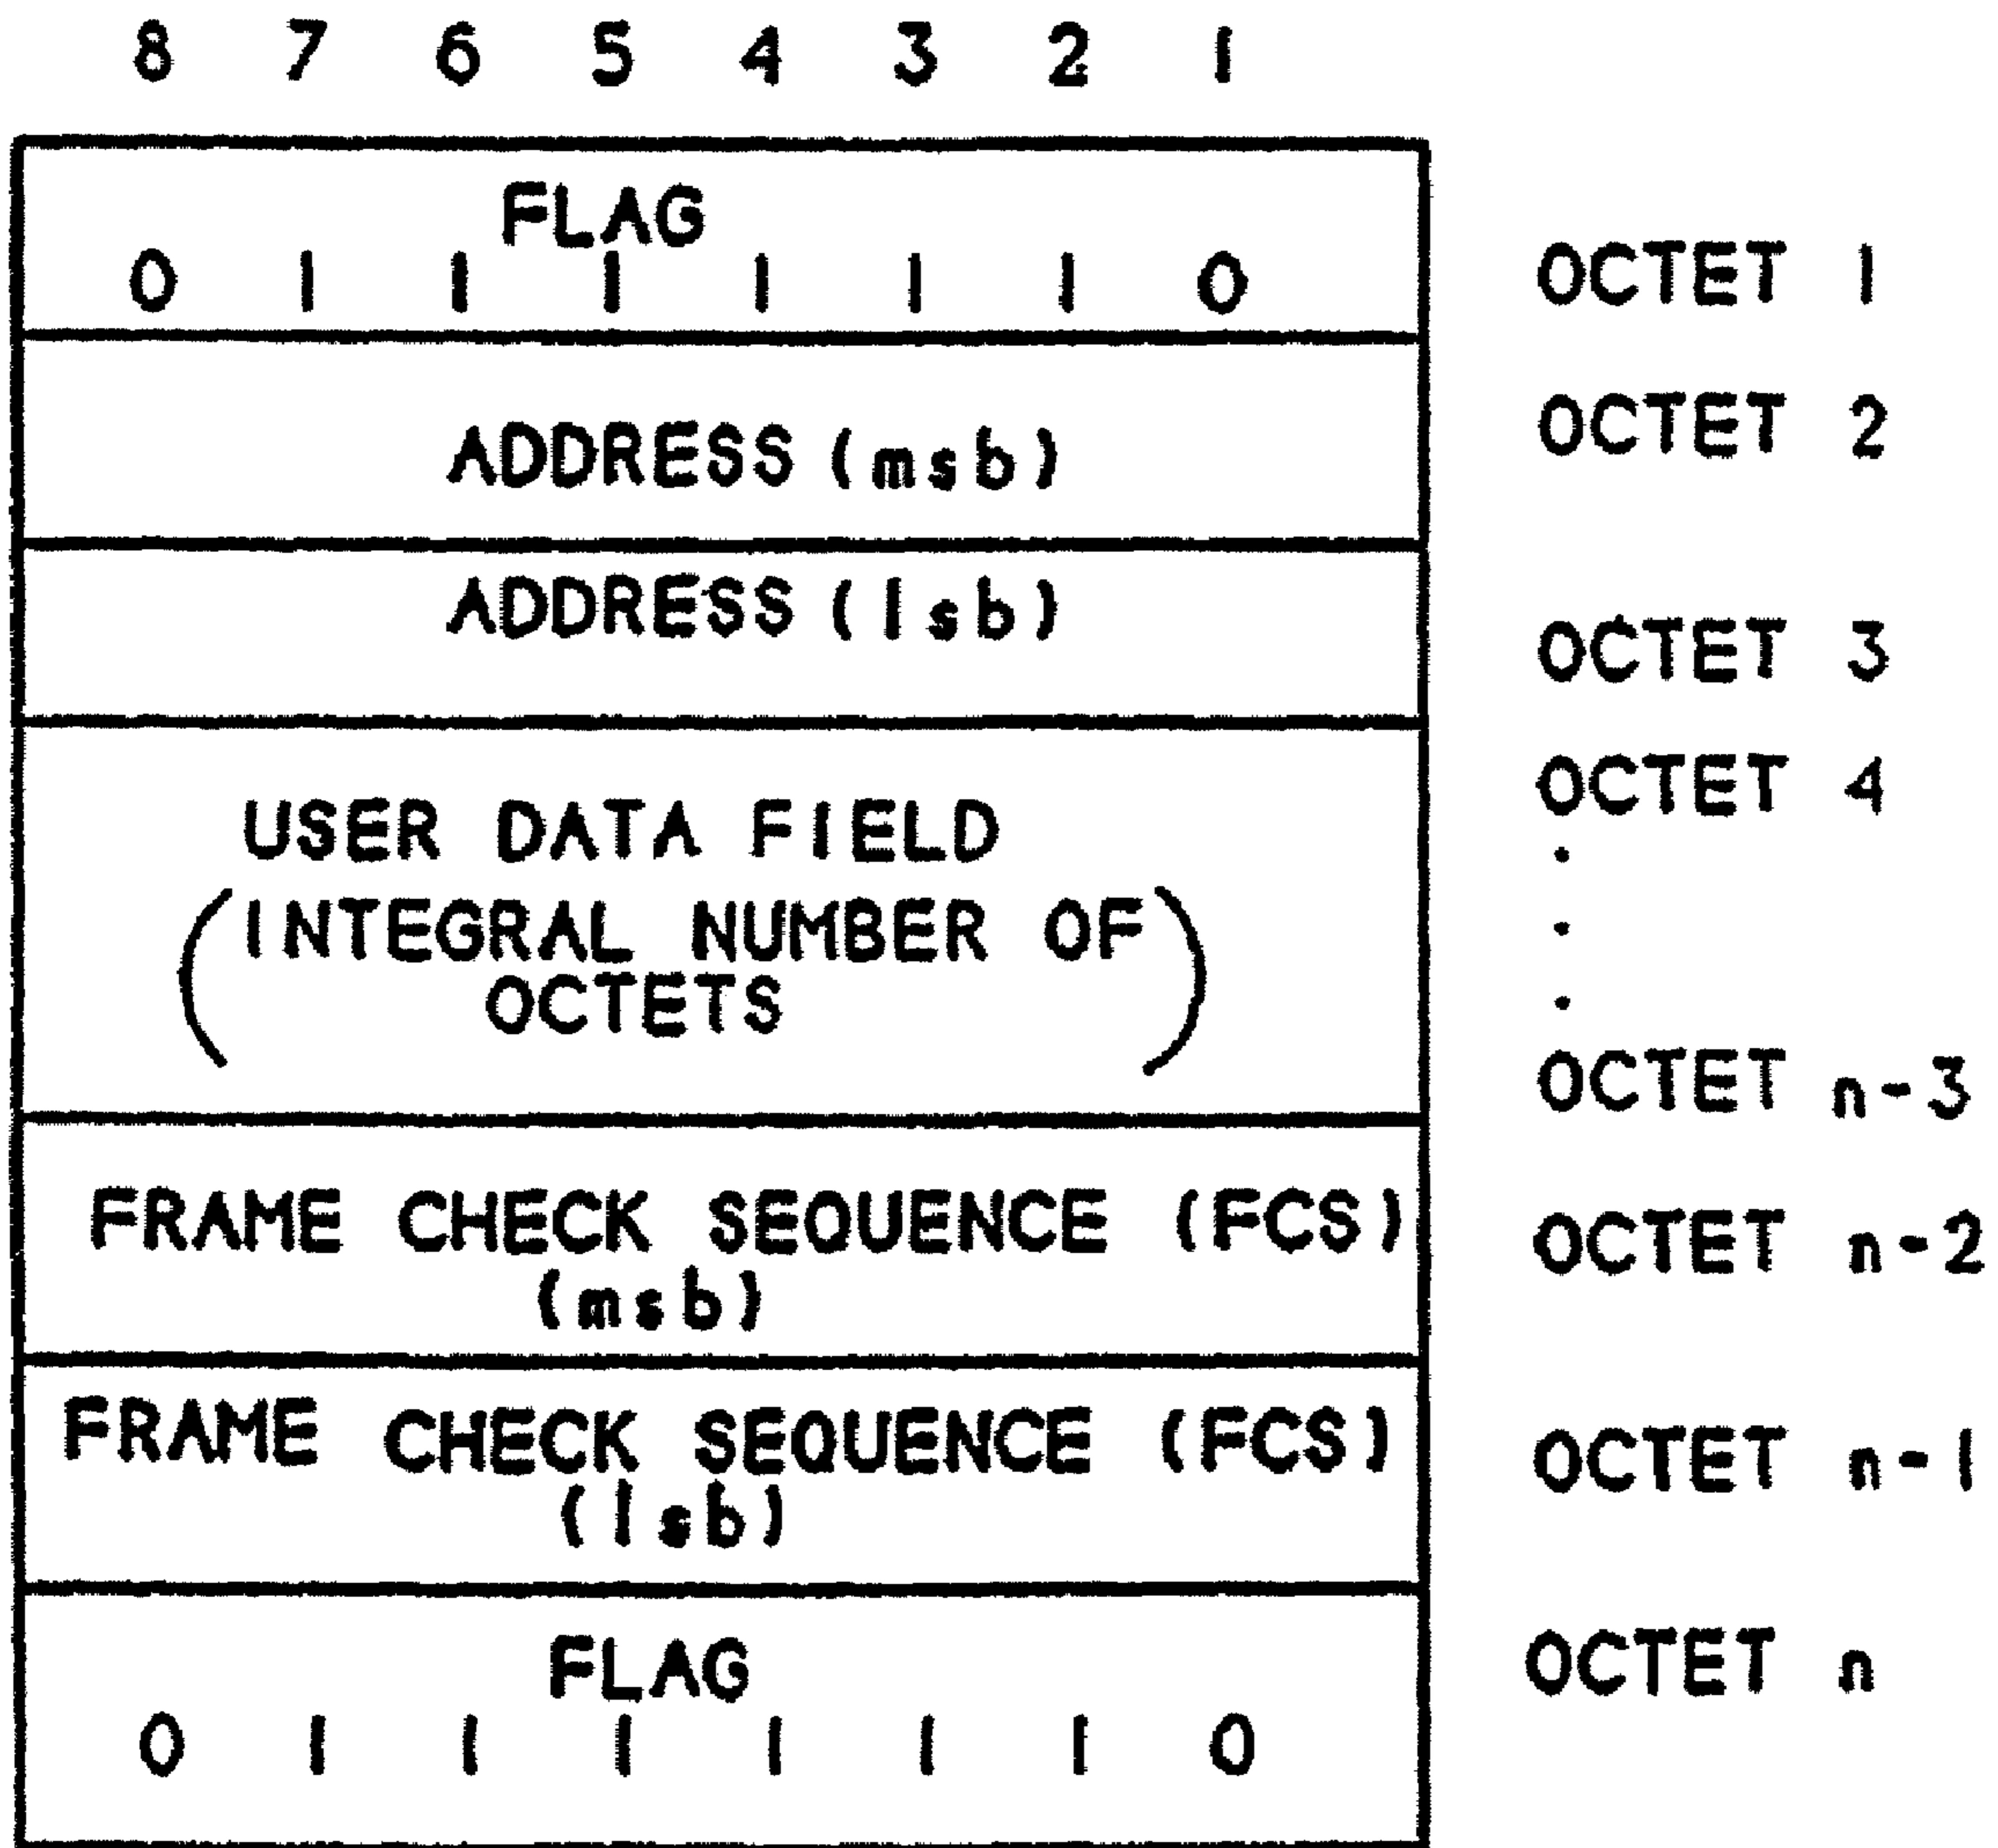 8 7 6 5 4 3 2 1
FLAG
0 1 1 1 1 1 1 0
OCTET 1
ADDRESS (msb)
OCTET 2
ADDRESS (lsb)
OCTET 3
USER DATA FIELD
(INTEGRAL NUMBER OF
OCTETS)
OCTET 4
.
.
.
OCTET n-3
FRAME CHECK SEQUENCE (FCS)
(msb)
OCTET n-2
FRAME CHECK SEQUENCE (FCS)
(lsb)
OCTET n-1
FLAG
0 1 1 1 1 1 1 0
OCTET n